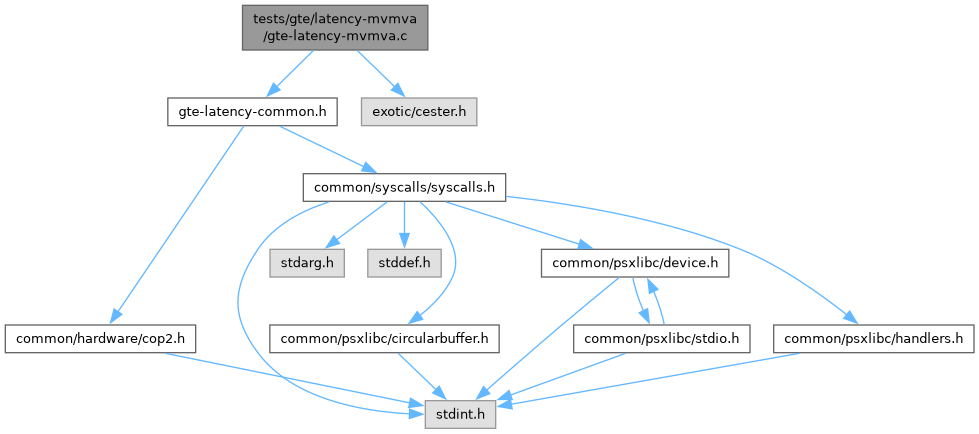 tests/gte/latency-mvmva
/gte-latency-mvmva.c
gte-latency-common.h
exotic/cester.h
common/syscalls/syscalls.h
stdarg.h
stddef.h
common/psxlibc/device.h
common/hardware/cop2.h
common/psxlibc/circularbuffer.h
common/psxlibc/stdio.h
common/psxlibc/handlers.h
stdint.h